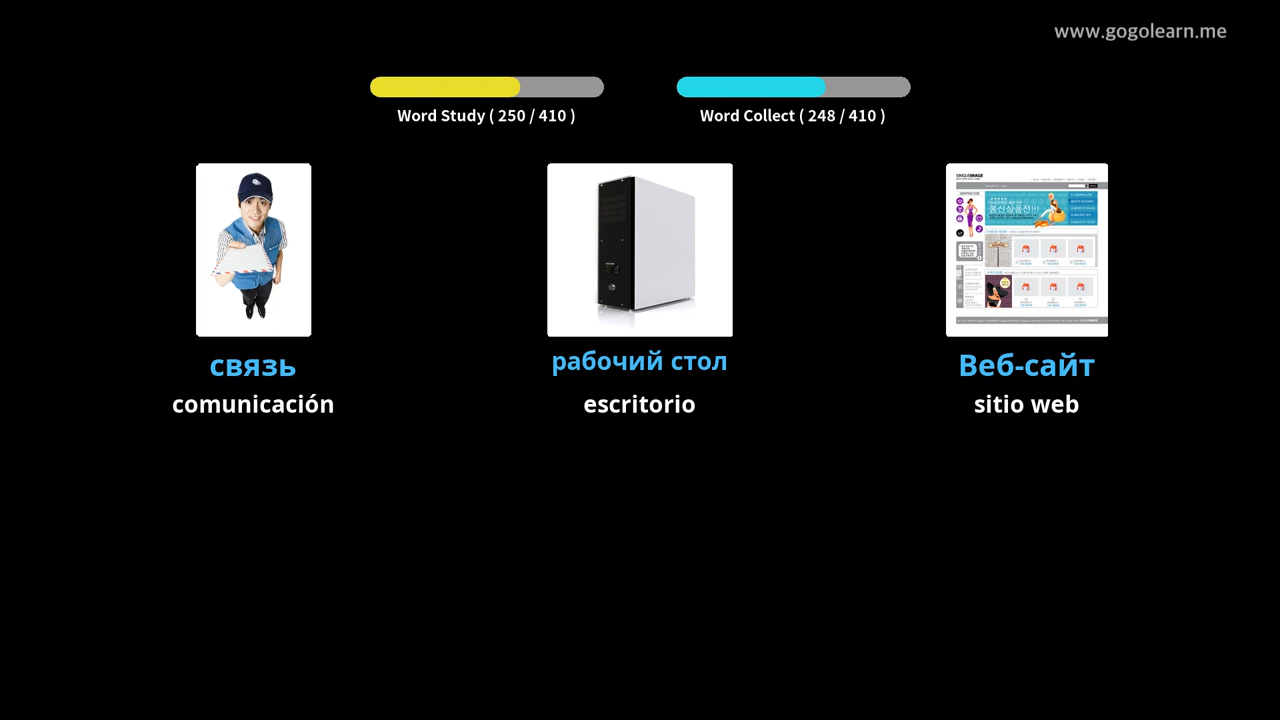 www.gogolearn.me
Word Study ( 250 / 410 )
Word Collect ( 248 / 410 )
связь
рабочий стол
Веб-сайт
comunicación
escritorio
sitio web